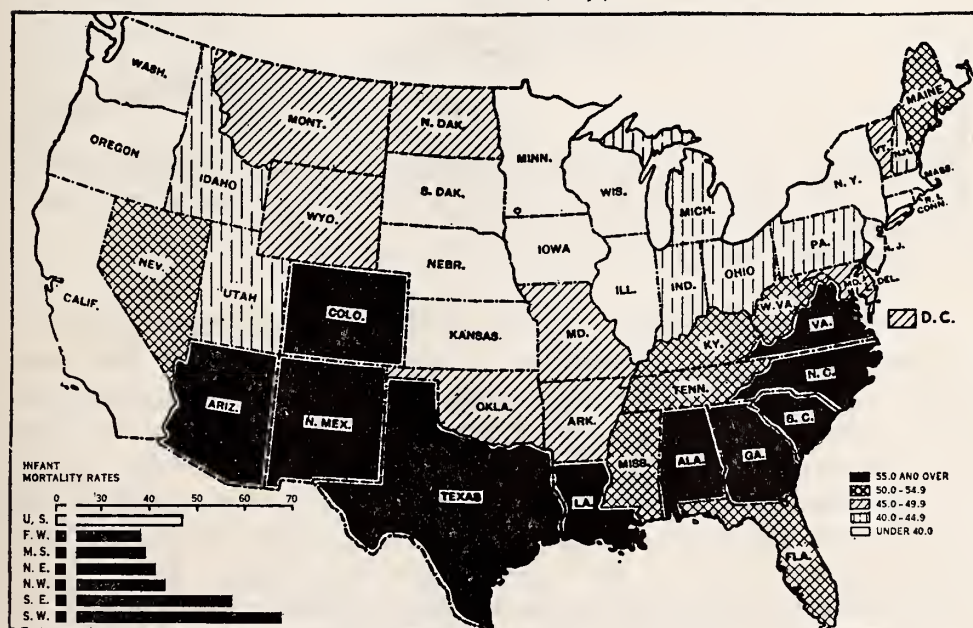 WASH.
OREGON
CALIF.
NEV.
IDAHO
UTAH
ARIZ.
MONT.
WYO.
COLO.
N. MEX.
N. DAK.
S. DAK.
NEBR.
KANSAS.
OKLA.
TEXAS
MINN.
IOWA
MD.
ARK.
LA.
WIS.
ILL.
MICH.
IND.
OHIO
KY.
TENN.
MISS.
ALA.
GA.
FLA.
S. C.
N. C.
VA.
W. VA.
PA.
N. Y.
VT.
N.H.
MAINE
MASS.
R. I.
CONN.
N. J.
DEL.
MD.
D. C.
INFANT
MORTALITY RATES
0 30 40 50 60 70
U. S.
F. W.
M. S.
N. E.
N. W.
S. E.
S. W.
55.0 AND OVER
50.0 - 54.9
45.0 - 49.9
40.0 - 44.9
UNDER 40.0